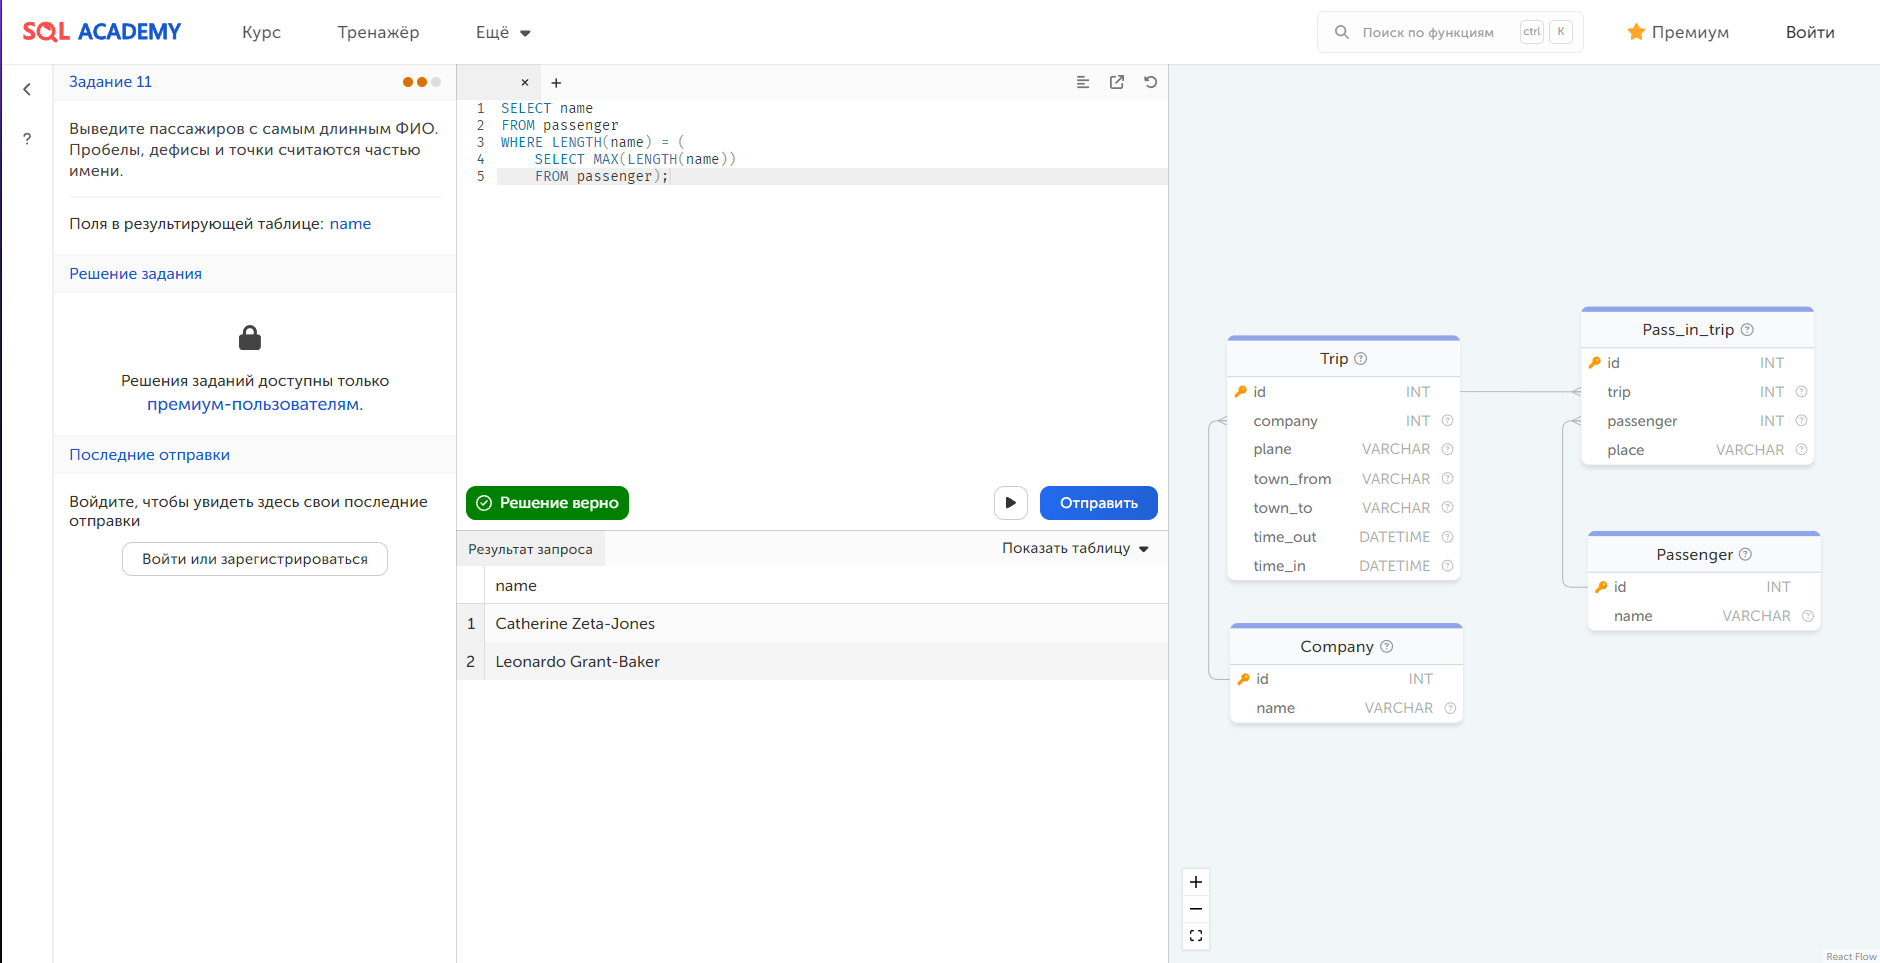 SQL ACADEMY
Курс
Тренажёр
Ещё
Поиск по функциям
ctrl
K
Премиум
Войти
Задание 11
Выведите пассажиров с самым длинным ФИО.
Пробелы, дефисы и точки считаются частью
имени.
Поля в результирующей таблице: name
Решение задания
Решения заданий доступны только
премиум-пользователям.
Последние отправки
Войдите, чтобы увидеть здесь свои последние
отправки
Войти или зарегистрироваться
1 SELECT name
2 FROM passenger
3 WHERE LENGTH(name) = (
4 SELECT MAX(LENGTH(name))
5 FROM passenger);
Решение верно
Отправить
Результат запроса
Показать таблицу
name
1 Catherine Zeta-Jones
2 Leonardo Grant-Baker
Trip
id INT
company INT
plane VARCHAR
town_from VARCHAR
town_to VARCHAR
time_out DATETIME
time_in DATETIME
Company
id INT
name VARCHAR
Pass_in_trip
id INT
trip INT
passenger INT
place VARCHAR
Passenger
id INT
name VARCHAR
React Flow